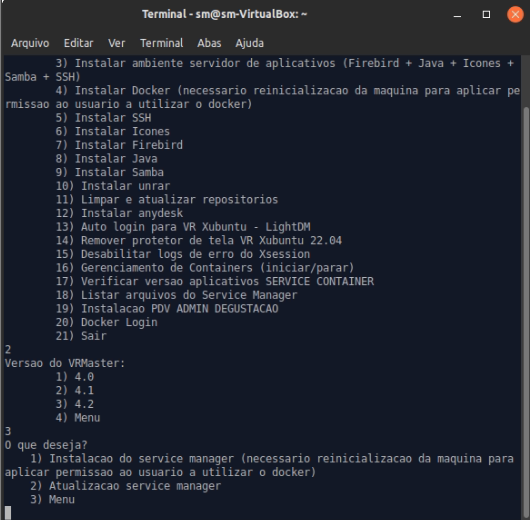 Terminal - sm@sm-VirtualBox: ~
Arquivo Editar Ver Terminal Abas Ajuda
3) Instalar ambiente servidor de aplicativos (Firebird + Java + Icones +
Samba + SSH)
4) Instalar Docker (necessario reinicializacao da maquina para aplicar pe
rmissao ao usuario a utilizar o docker)
5) Instalar SSH
6) Instalar Icones
7) Instalar Firebird
8) Instalar Java
9) Instalar Samba
10) Instalar unrar
11) Limpar e atualizar repositorios
12) Instalar anydesk
13) Auto login para VR Xubuntu - LightDM
14) Remover protetor de tela VR Xubuntu 22.04
15) Desabilitar logs de erro do Xsession
16) Gerenciamento de Containers (iniciar/parar)
17) Verificar versao aplicativos SERVICE CONTAINER
18) Listar arquivos do Service Manager
19) Instalacao PDV ADMIN DEGUSTACAO
20) Docker Login
21) Sair
2
Versao do VRMaster:
1) 4.0
2) 4.1
3) 4.2
4) Menu
3
O que deseja?
1) Instalacao do service manager (necessario reinicializacao da maquina para
aplicar permissao ao usuario a utilizar o docker)
2) Atualizacao service manager
3) Menu